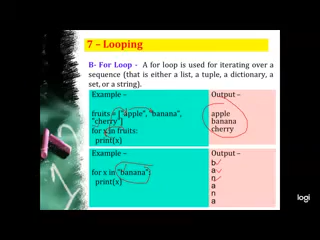 7 – Looping
B- For Loop - A for loop is used for iterating over a
sequence (that is either a list, a tuple, a dictionary, a
set, or a string).
Example –
fruits = ["apple", "banana",
"cherry"]
for x in fruits:
print(x)
Output –
apple
banana
cherry
Example –
for x in "banana":
print(x)
Output –
b
a
n
a
n
a
logi